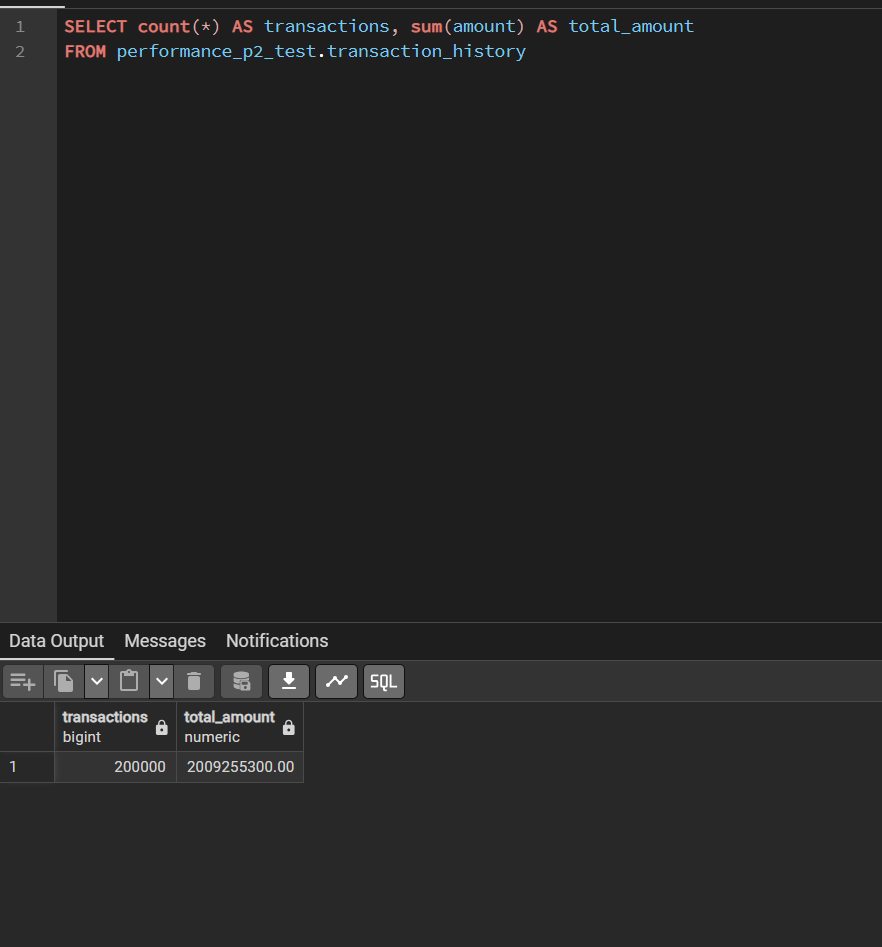 1 SELECT count(*) AS transactions, sum(amount) AS total_amount
2 FROM performance_p2_test.transaction_history
Data Output Messages Notifications
SQL
transactions total_amount
bigint numeric
1 200000 2009255300.00